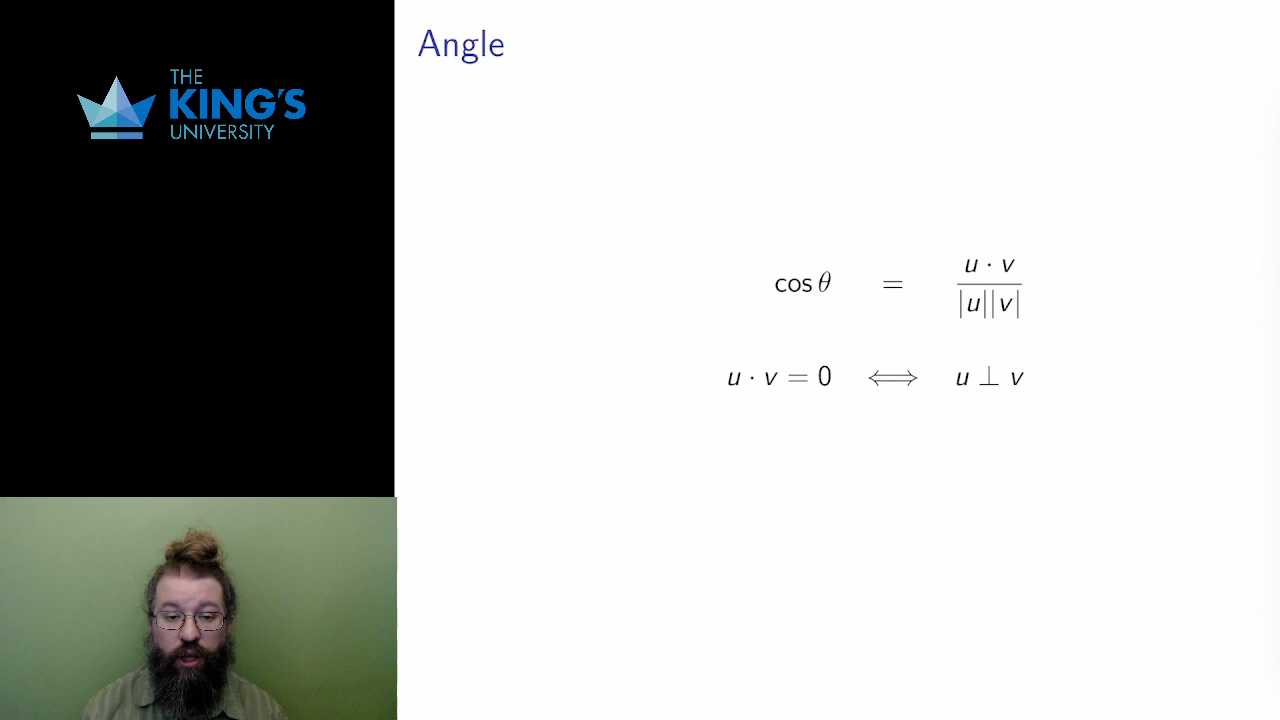 THE
KING'S
UNIVERSITY
Angle
cos θ = u · v / |u||v|
u · v = 0 ⟺ u ⊥ v